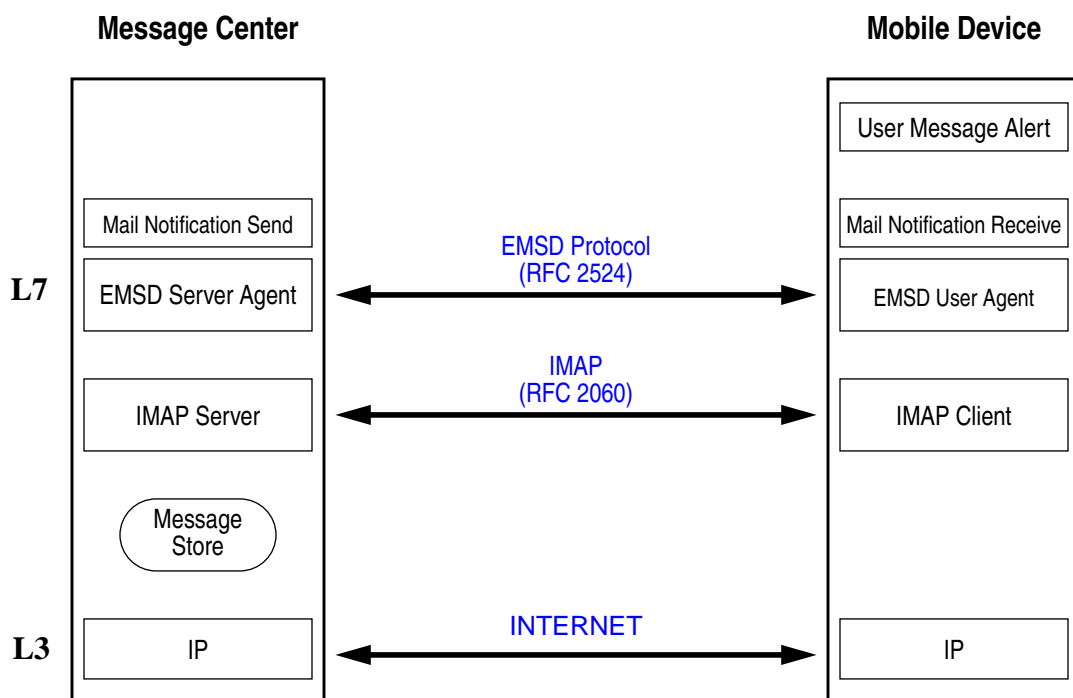 Message Center
Mobile Device
User Message Alert
Mail Notification Send
Mail Notification Receive
EMSD Protocol
(RFC 2524)
L7
EMSD Server Agent
EMSD User Agent
IMAP
(RFC 2060)
IMAP Server
IMAP Client
Message
Store
INTERNET
L3
IP
IP